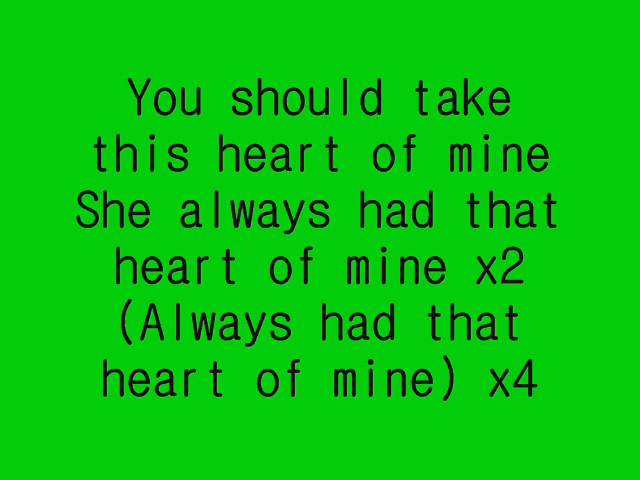 You should take
this heart of mine
She always had that
heart of mine x2
(Always had that
heart of mine) x4